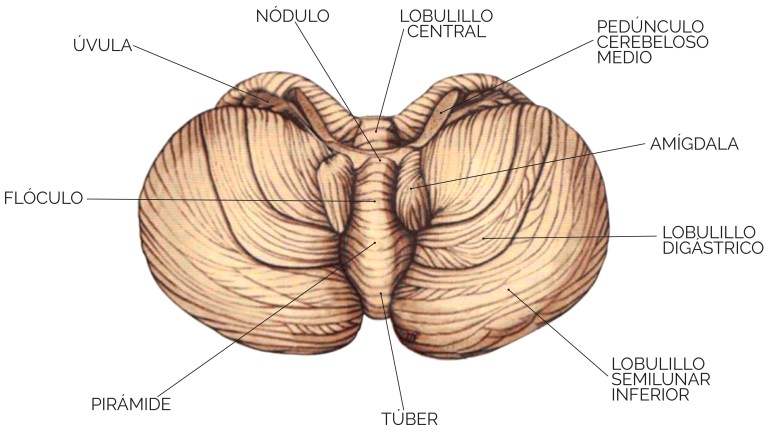 NÓDULO
LOBULILLO
CENTRAL
PEDÚNCULO
CEREBELOSO
MEDIO
ÚVULA
AMÍGDALA
FLÓCULO
LOBULILLO
DIGÁSTRICO
LOBULILLO
SEMILUNAR
INFERIOR
PIRÁMIDE
TÚBER